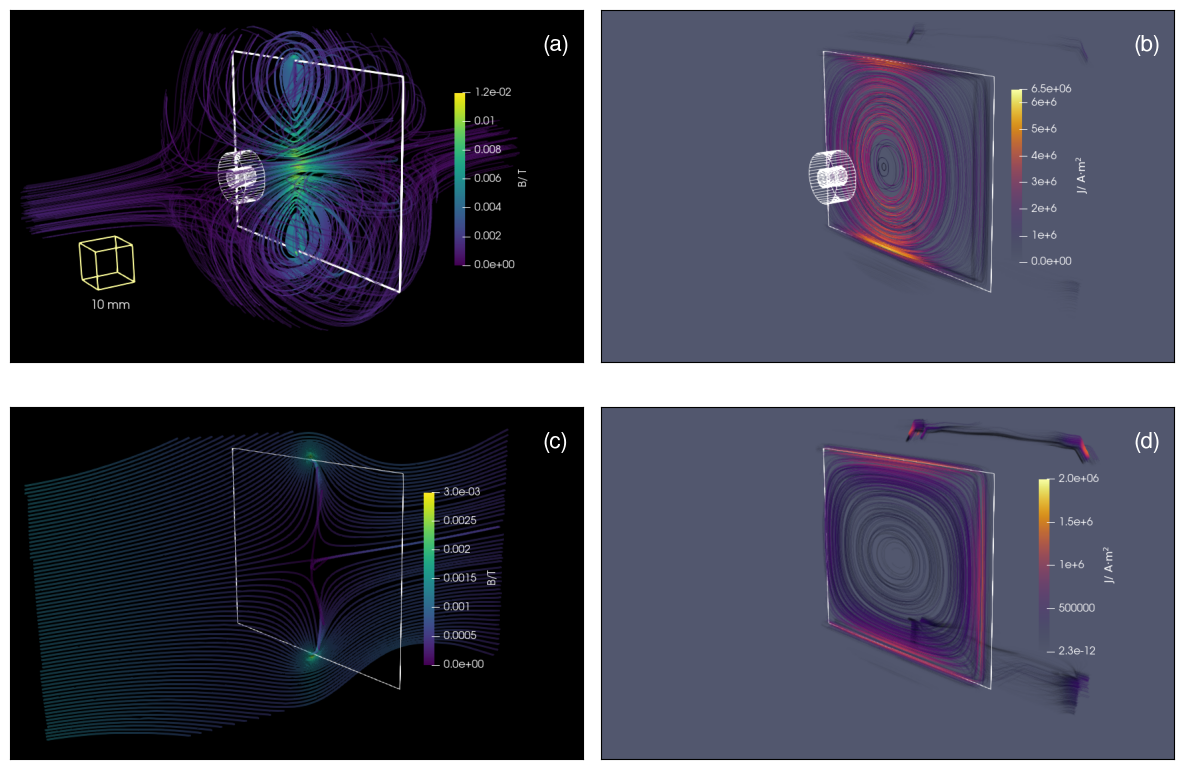 (a)
1.2e-02
0.01
0.008
0.006
0.004
0.002
0.0e+00
B/ T
10 mm
(b)
6.5e+06
6e+6
5e+6
4e+6
3e+6
2e+6
1e+6
0.0e+00
J/ A·m²
(c)
3.0e-03
0.0025
0.002
0.0015
0.001
0.0005
0.0e+00
B/T
(d)
2.0e+06
1.5e+6
1e+6
500000
2.3e-12
J/ A·m²